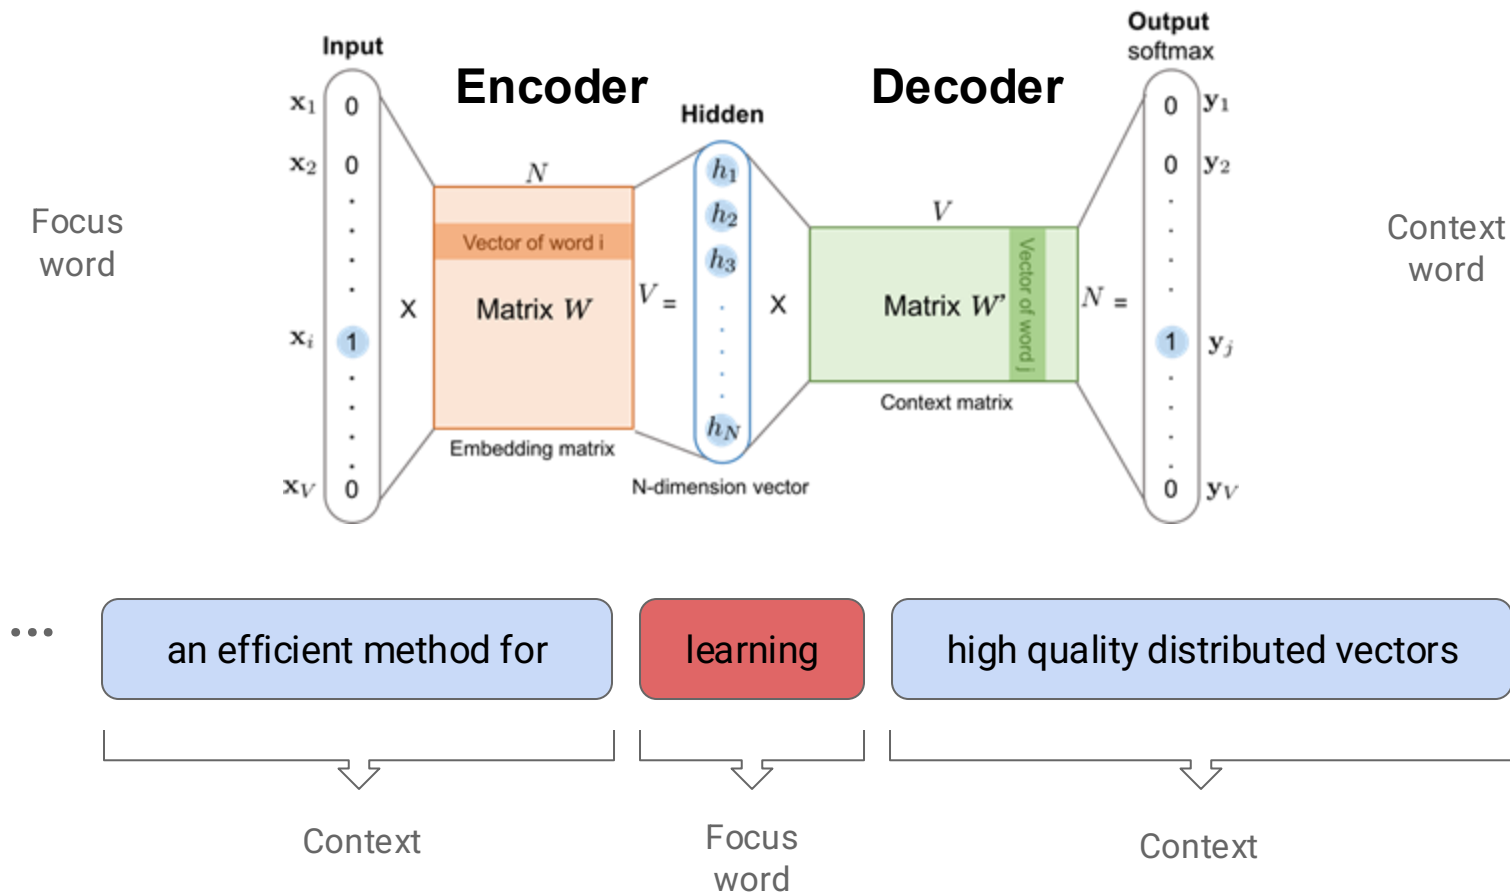 Input
Encoder
Decoder
Output
softmax
Hidden
x1 0
x2 0
xi 1
xV 0
Focus
word
X
N
Vector of word i
Matrix W
V =
Embedding matrix
h1
h2
h3
hN
N-dimension vector
X
V
Matrix W’
Vector of word j
N =
Context matrix
0 y1
0 y2
1 yj
0 yV
Context
word
... an efficient method for learning high quality distributed vectors
Context
Focus
word
Context